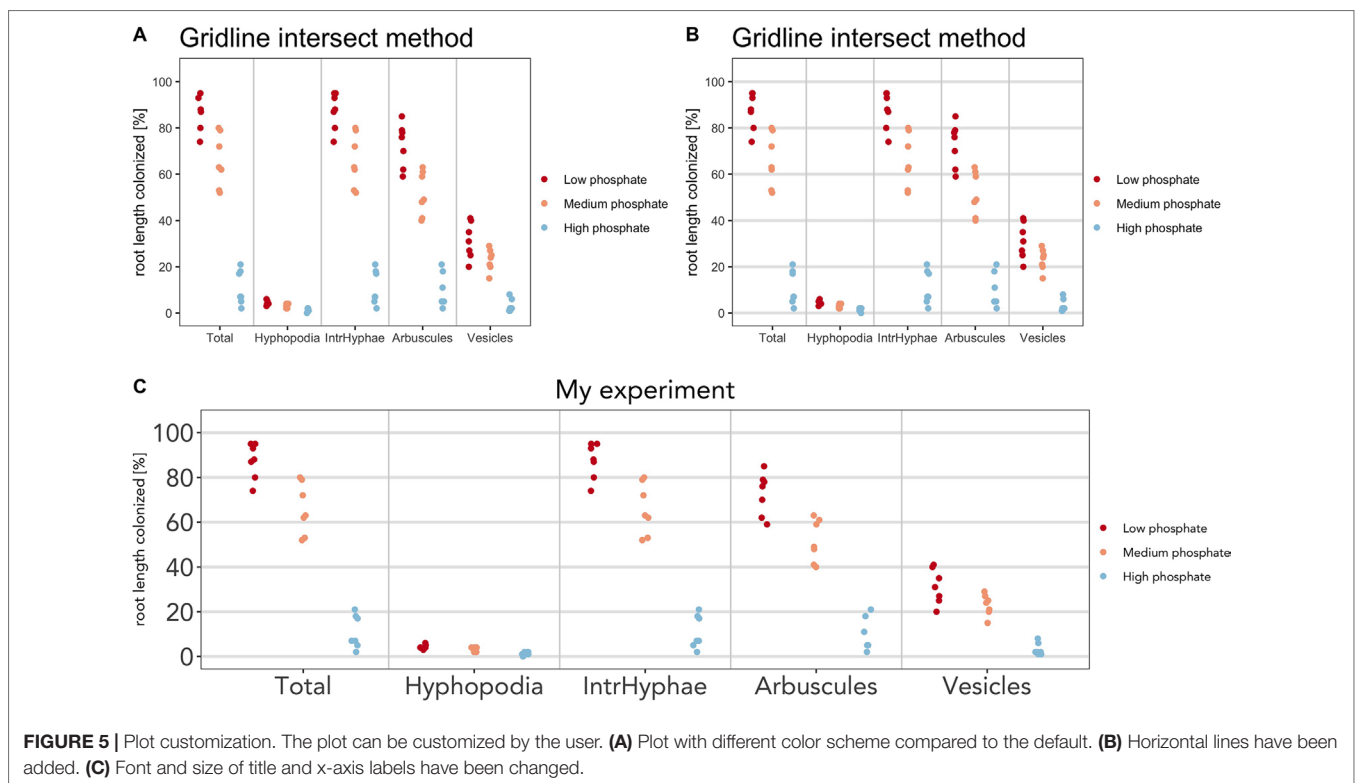 A Gridline intersect method
root length colonized [%]
100
80
60
40
20
0
Total Hyphopodia IntrHyphae Arbuscules Vesicles
Low phosphate
Medium phosphate
High phosphate
B Gridline intersect method
root length colonized [%]
100
80
60
40
20
0
Total Hyphopodia IntrHyphae Arbuscules Vesicles
Low phosphate
Medium phosphate
High phosphate
C My experiment
root length colonized [%]
100
80
60
40
20
0
Total Hyphopodia IntrHyphae Arbuscules Vesicles
Low phosphate
Medium phosphate
High phosphate
FIGURE 5 | Plot customization. The plot can be customized by the user. (A) Plot with different color scheme compared to the default. (B) Horizontal lines have been
added. (C) Font and size of title and x-axis labels have been changed.